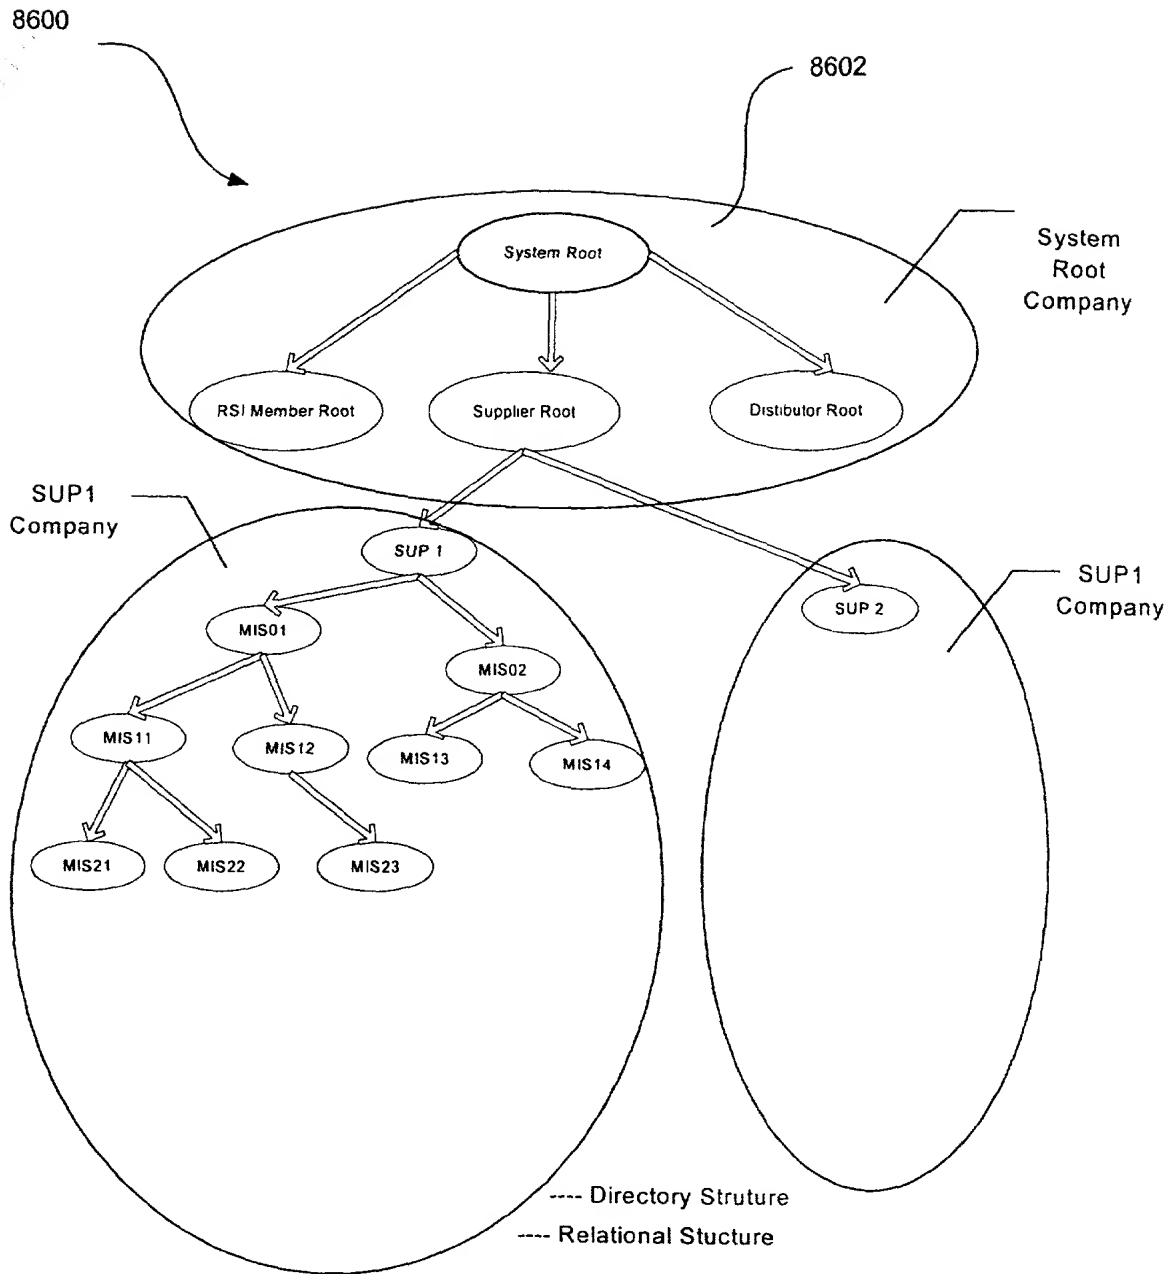 8600
8602
System Root
System
Root
Company
RSI Member Root
Supplier Root
Distibutor Root
SUP1
Company
SUP 1
SUP1
Company
SUP 2
MIS01
MIS02
MIS11
MIS12
MIS13
MIS14
MIS21
MIS22
MIS23
---- Directory Struture
---- Relational Stucture